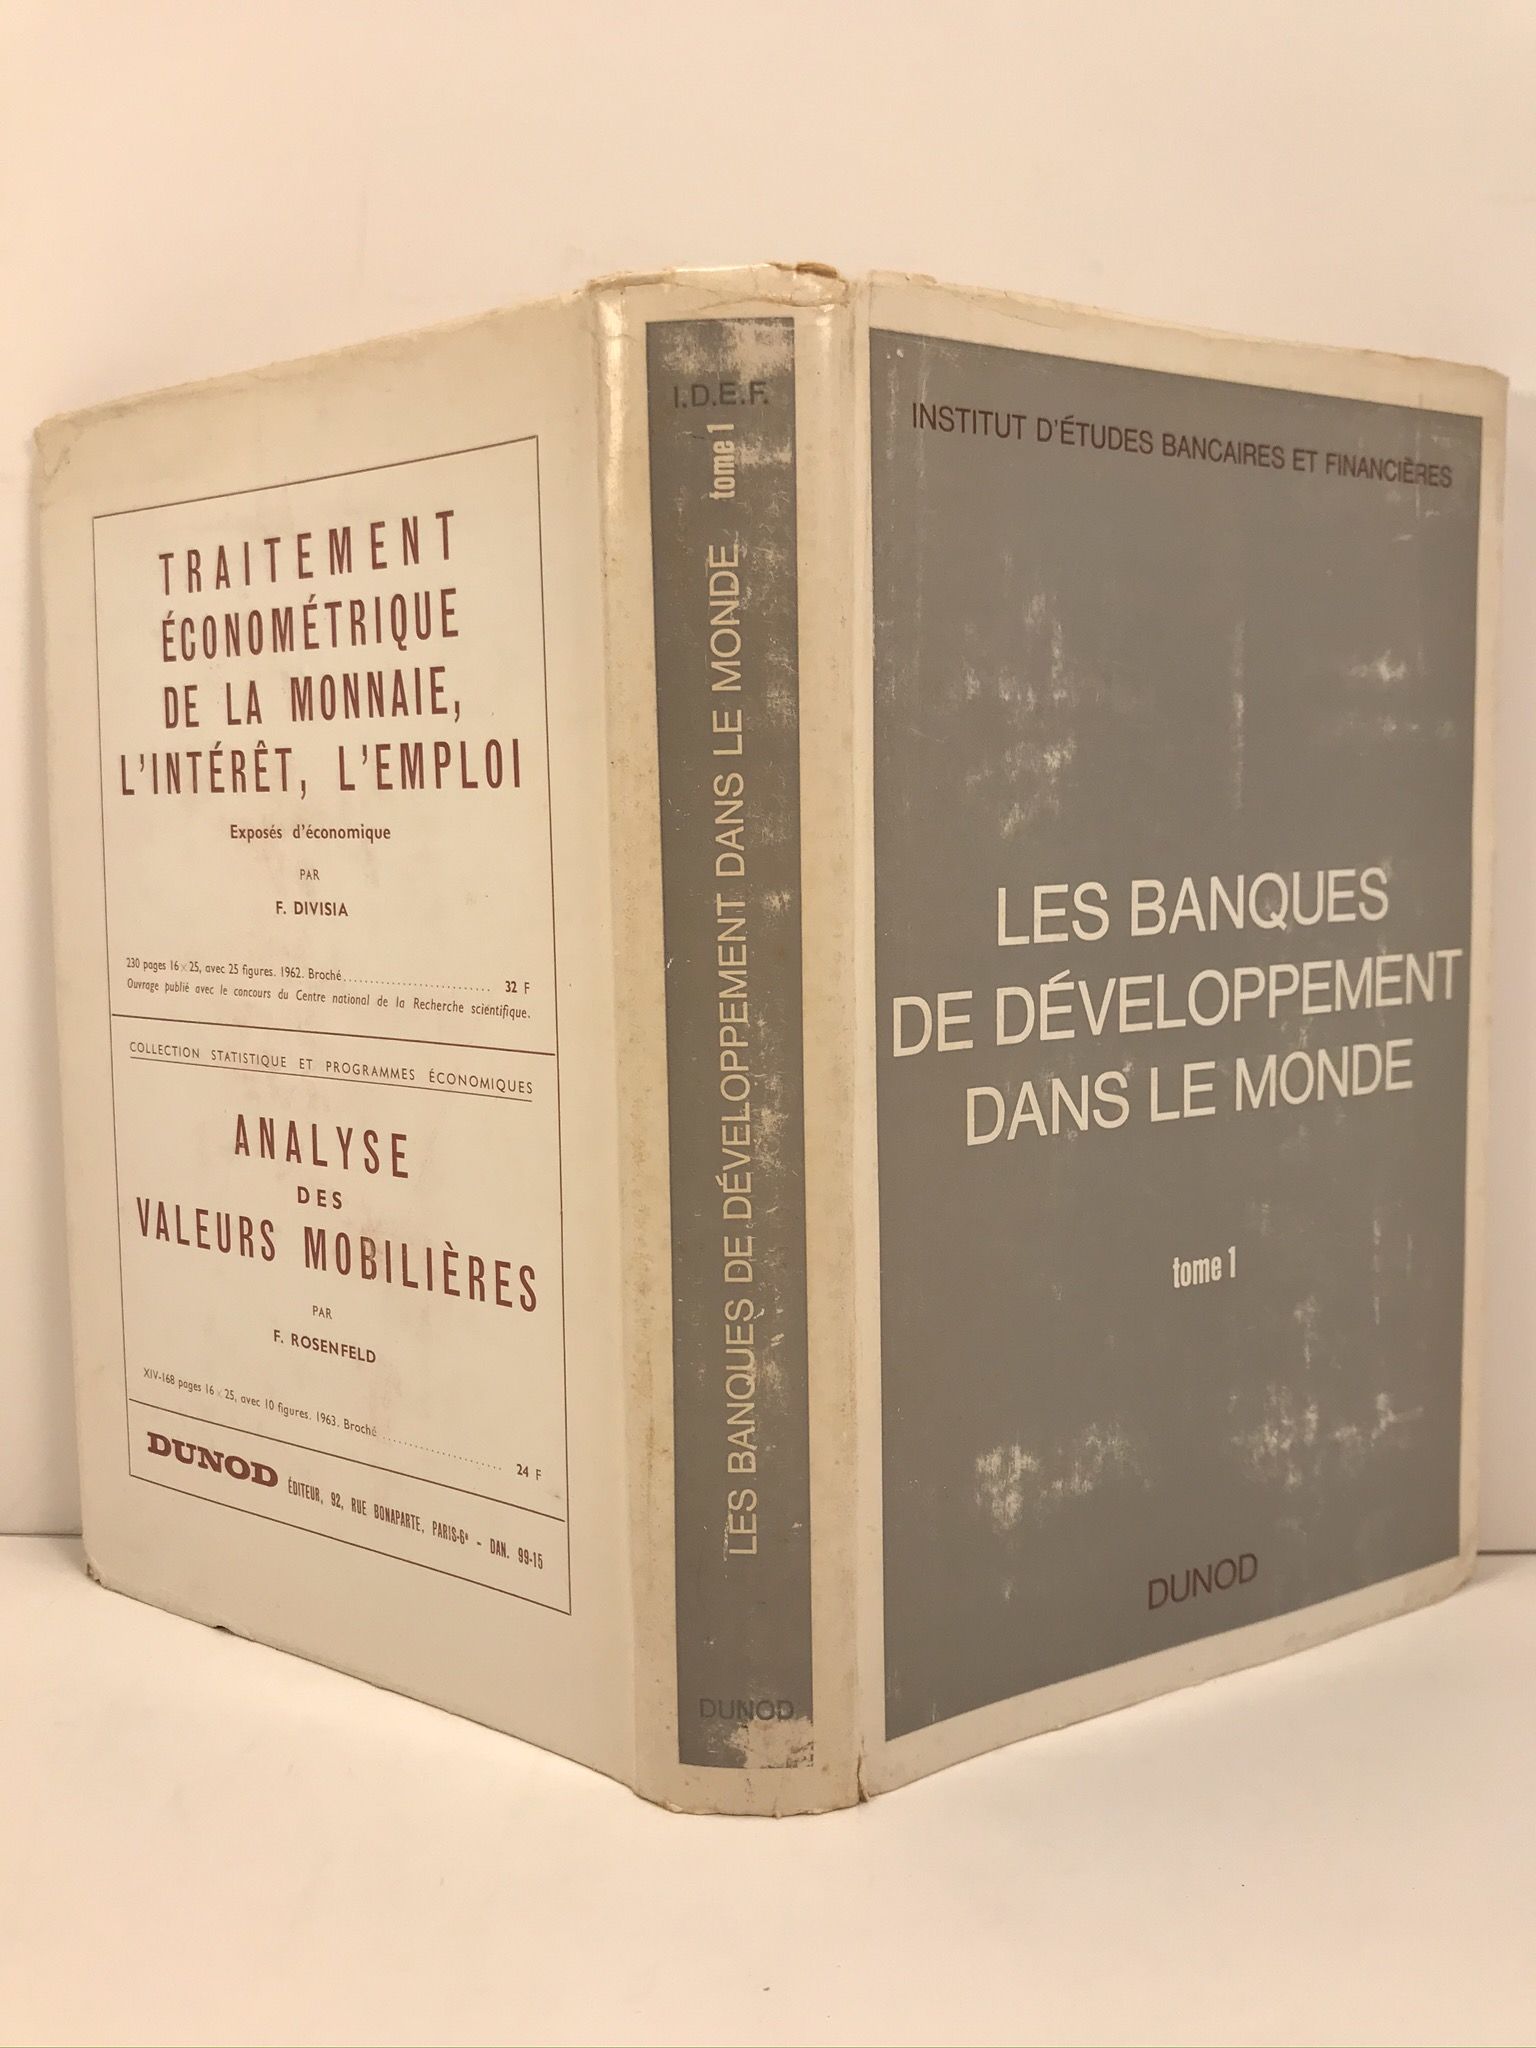 TRAITEMENT
ÉCONOMÉTRIQUE
DE LA MONNAIE,
L'INTÉRÊT, L'EMPLOI
Exposés d'économique
PAR
F. DIVISIA
230 pages 16 × 25, avec 25 figures. 1962. Broché.......................... 32 F
Ouvrage publié avec le concours du Centre national de la Recherche scientifique.
COLLECTION STATISTIQUE ET PROGRAMMES ÉCONOMIQUES
ANALYSE
DES
VALEURS MOBILIÈRES
PAR
F. ROSENFELD
XIV-168 pages 16 × 25, avec 10 figures. 1963. Broché.................... 24 F
DUNOD ÉDITEUR, 92, RUE BONAPARTE, PARIS-6e - DAN. 99-15
I.D.E.F.
LES BANQUES DE DÉVELOPPEMENT DANS LE MONDE tome 1
DUNOD
INSTITUT D'ÉTUDES BANCAIRES ET FINANCIÈRES
LES BANQUES
DE DÉVELOPPEMENT
DANS LE MONDE
tome 1
DUNOD